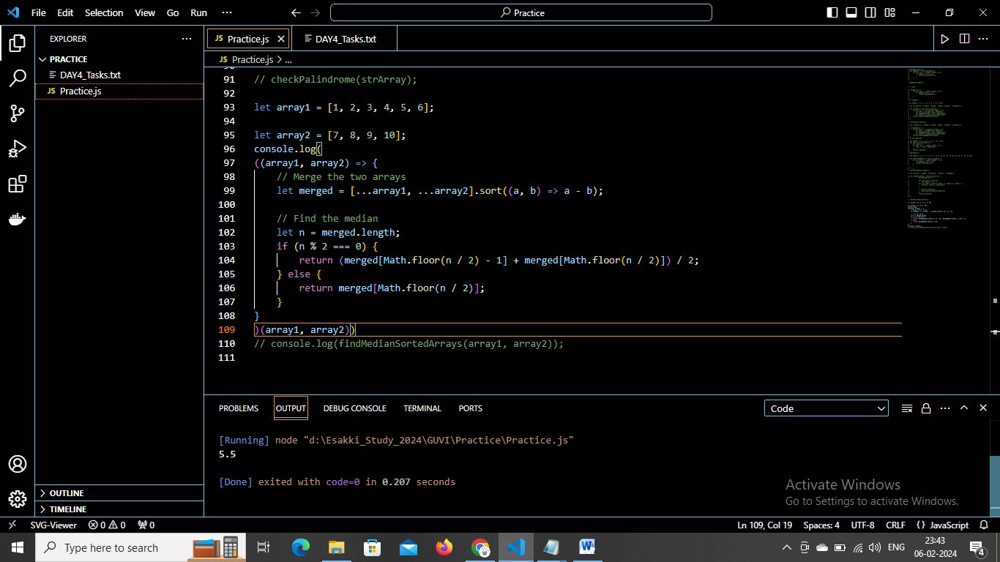 File Edit Selection View Go Run ··· Practice
EXPLORER ···
PRACTICE
DAY4_Tasks.txt
JS Practice.js
OUTLINE
TIMELINE
JS Practice.js DAY4_Tasks.txt
JS Practice.js > ...
91 // checkPalindrome(strArray);
92
93 let array1 = [1, 2, 3, 4, 5, 6];
94
95 let array2 = [7, 8, 9, 10];
96 console.log(
97 ((array1, array2) => {
98 // Merge the two arrays
99 let merged = [...array1, ...array2].sort((a, b) => a - b);
100
101 // Find the median
102 let n = merged.length;
103 if (n % 2 === 0) {
104 return (merged[Math.floor(n / 2) - 1] + merged[Math.floor(n / 2)]) / 2;
105 } else {
106 return merged[Math.floor(n / 2)];
107 }
108 }
109 )(array1, array2))
110 // console.log(findMedianSortedArrays(array1, array2));
111
PROBLEMS OUTPUT DEBUG CONSOLE TERMINAL PORTS Code
[Running] node "d:\Esakki_Study_2024\GUVI\Practice\Practice.js"
5.5
[Done] exited with code=0 in 0.207 seconds
Activate Windows
Go to Settings to activate Windows.
SVG-Viewer 0 0 0 Ln 109, Col 19 Spaces: 4 UTF-8 CRLF {} JavaScript
Type here to search ENG 23:43
06-02-2024 4